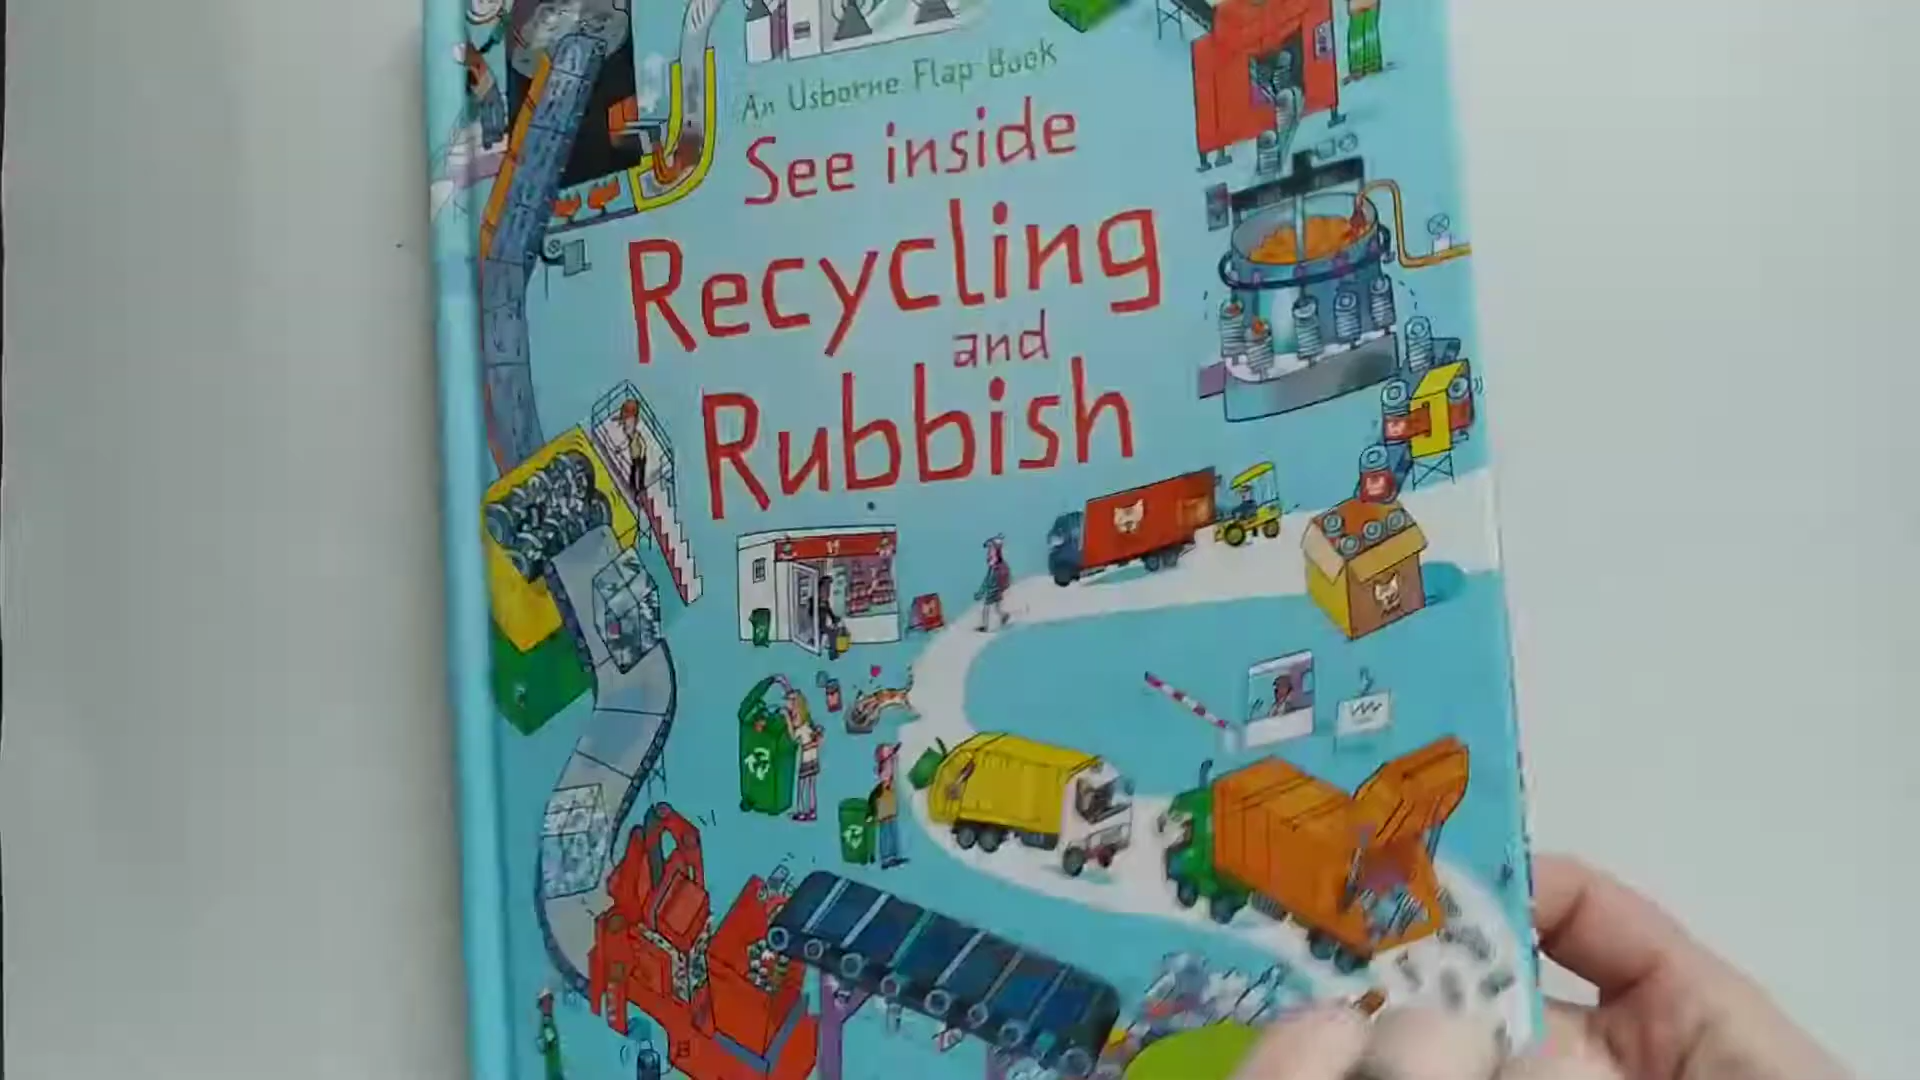 An Usborne Flap Book
See inside
Recycling
and
Rubbish